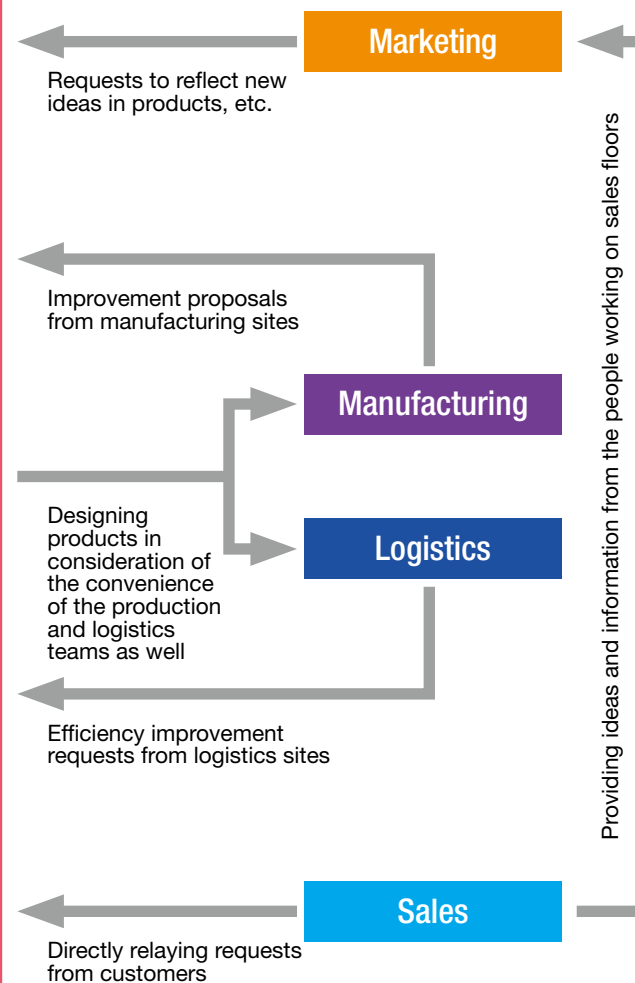 Marketing
Requests to reflect new
ideas in products, etc.
Improvement proposals
from manufacturing sites
Manufacturing
Designing
products in
consideration of
the convenience
of the production
and logistics
teams as well
Logistics
Efficiency improvement
requests from logistics sites
Sales
Directly relaying requests
from customers
Providing ideas and information from the people working on sales floors